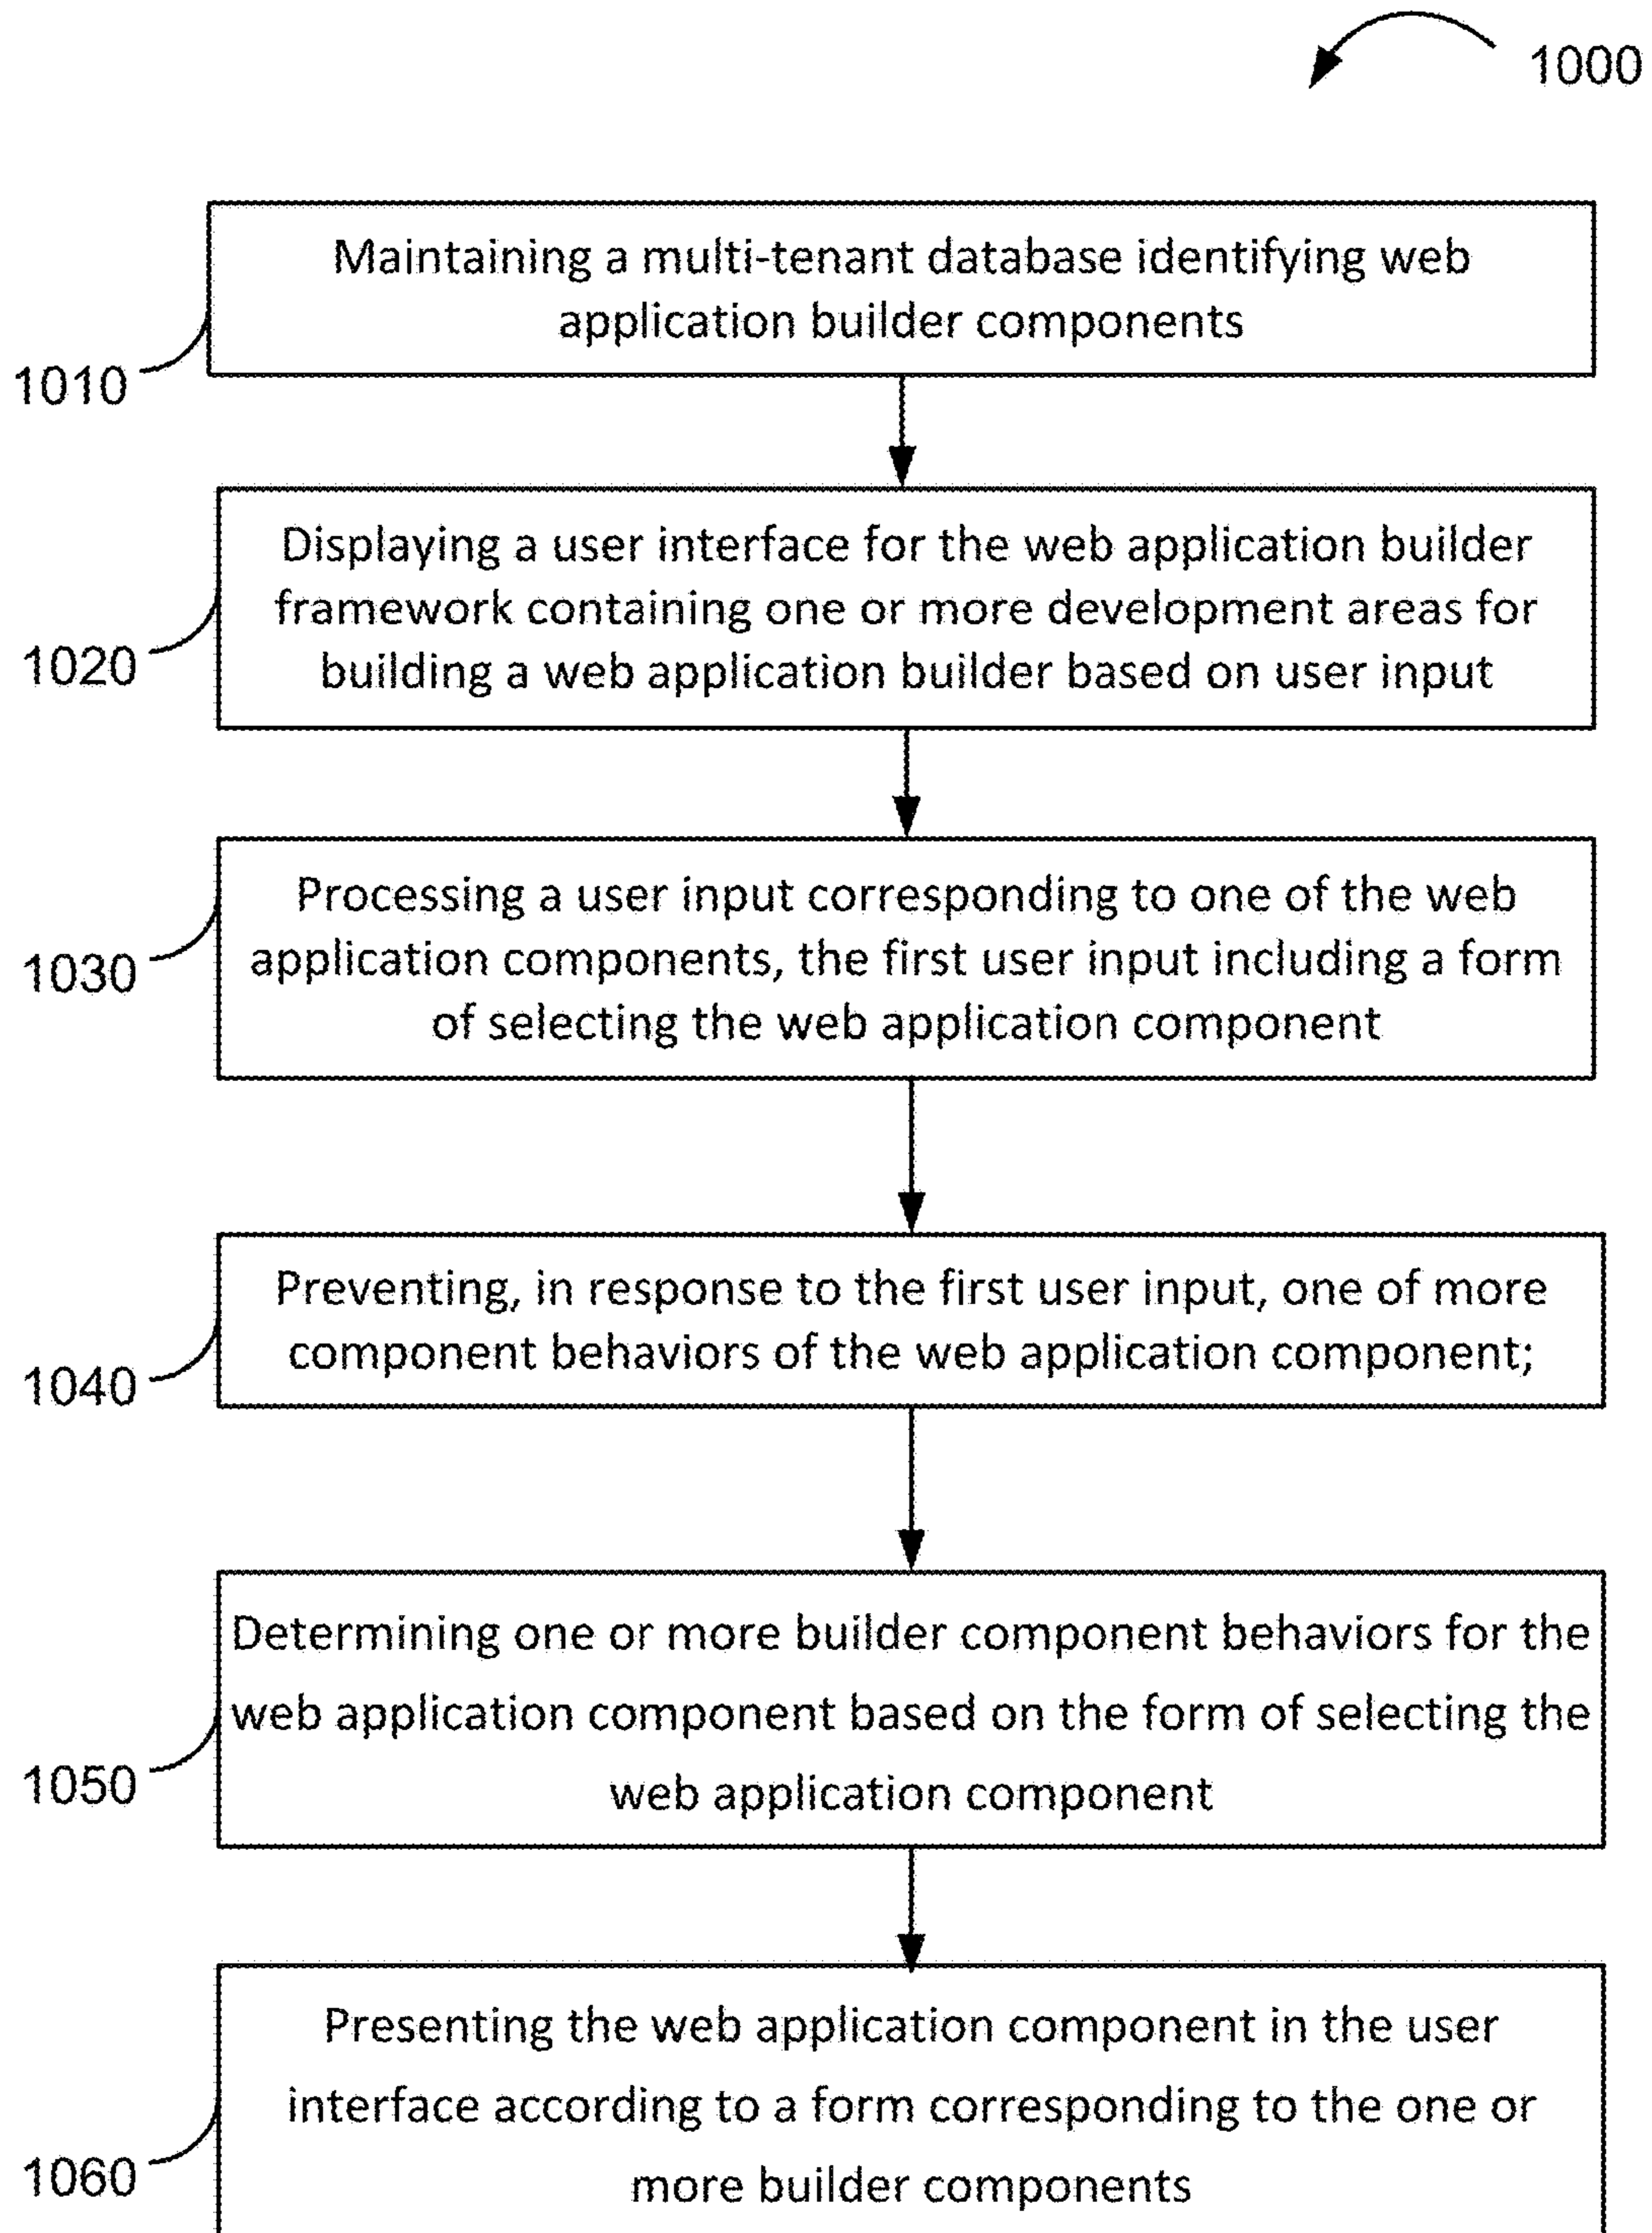 1000
Maintaining a multi-tenant database identifying web
application builder components
1010
Displaying a user interface for the web application builder
framework containing one or more development areas for
building a web application builder based on user input
1020
Processing a user input corresponding to one of the web
application components, the first user input including a form
of selecting the web application component
1030
Preventing, in response to the first user input, one of more
component behaviors of the web application component;
1040
Determining one or more builder component behaviors for the
web application component based on the form of selecting the
web application component
1050
Presenting the web application component in the user
interface according to a form corresponding to the one or
more builder components
1060